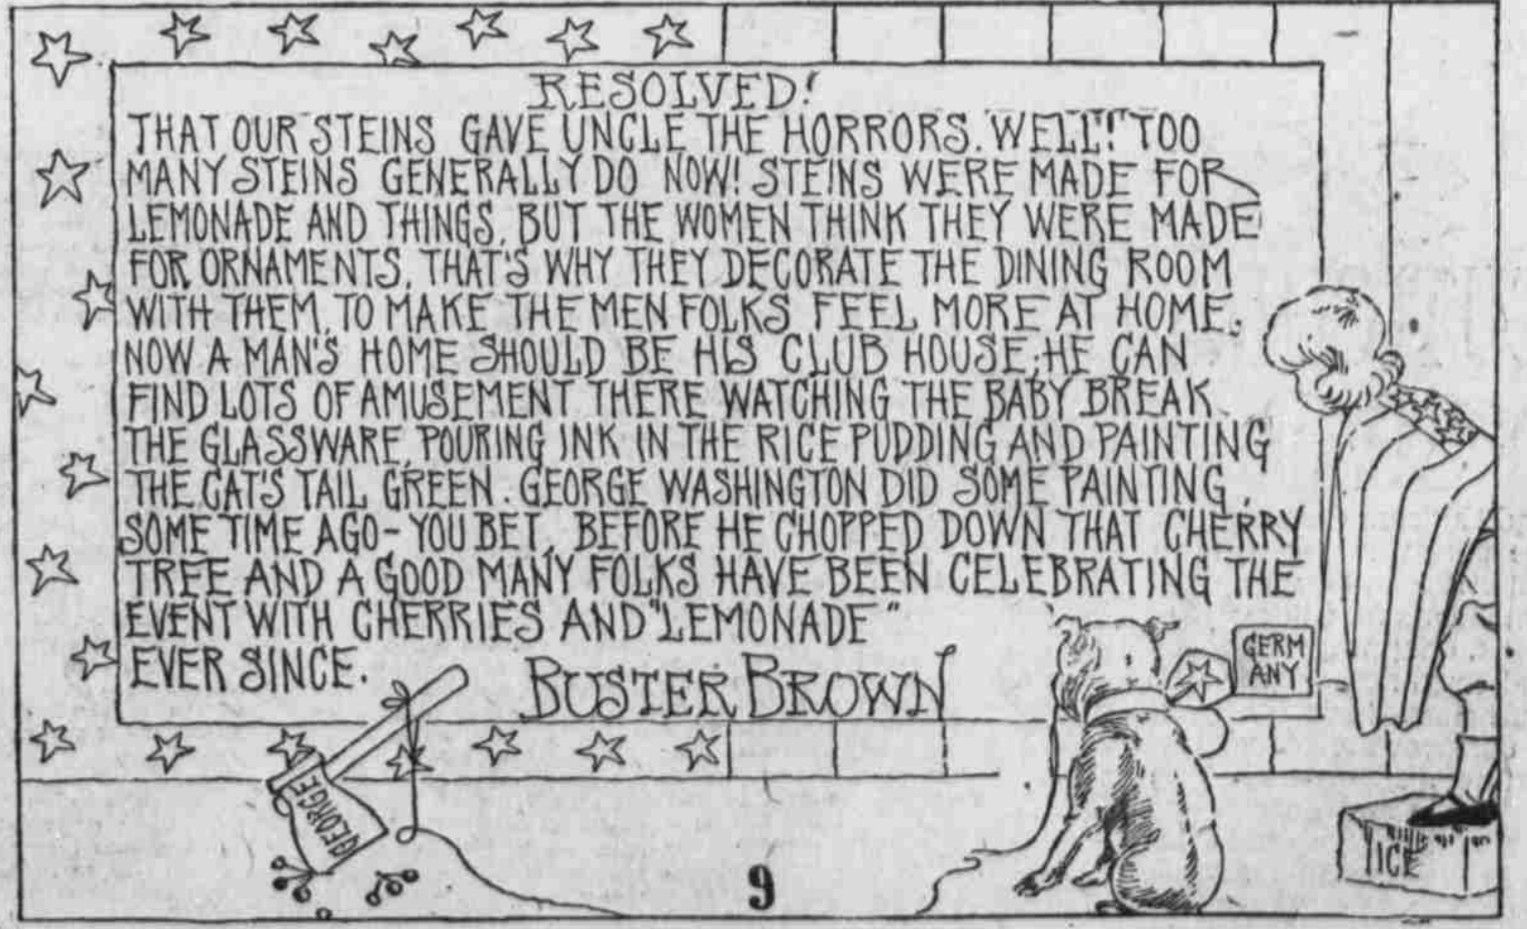 RESOLVED!
THAT OUR STEINS GAVE UNCLE THE HORRORS. WELL! TOO
MANY STEINS GENERALLY DO NOW! STEINS WERE MADE FOR
LEMONADE AND THINGS, BUT THE WOMEN THINK THEY WERE MADE
FOR ORNAMENTS, THAT'S WHY THEY DECORATE THE DINING ROOM
WITH THEM, TO MAKE THE MEN FOLKS FEEL MORE AT HOME.
NOW A MAN'S HOME SHOULD BE HIS CLUB HOUSE; HE CAN
FIND LOTS OF AMUSEMENT THERE WATCHING THE BABY BREAK
THE GLASSWARE, POURING INK IN THE RICE PUDDING AND PAINTING
THE CAT'S TAIL GREEN. GEORGE WASHINGTON DID SOME PAINTING,
SOME TIME AGO - YOU BET, BEFORE HE CHOPPED DOWN THAT CHERRY
TREE AND A GOOD MANY FOLKS HAVE BEEN CELEBRATING THE
EVENT WITH CHERRIES AND "LEMONADE"
EVER SINCE.
BUSTER BROWN
GERM
ANY
GEORGE
ICE
9